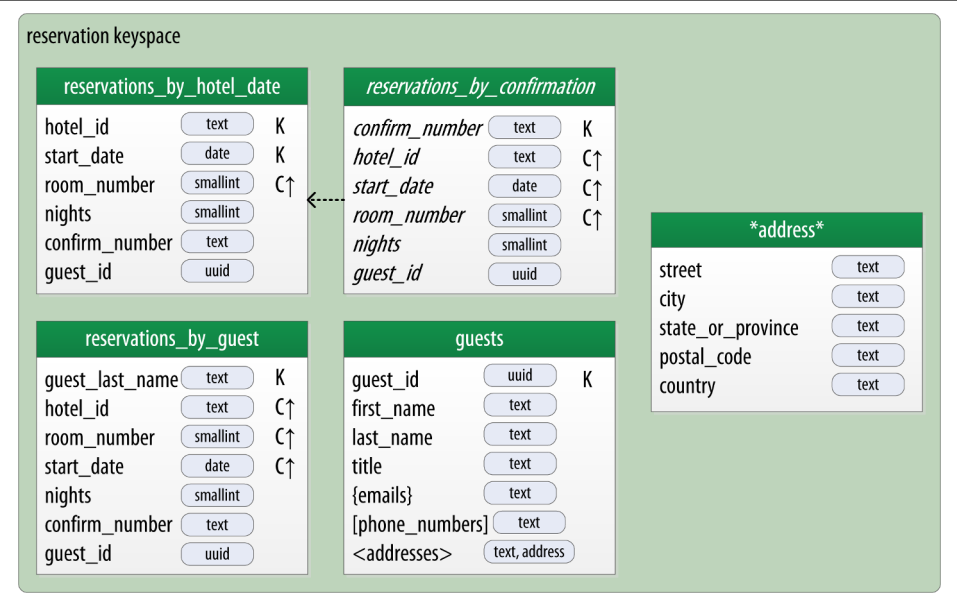 reservation keyspace
reservations_by_hotel_date
hotel_id text K
start_date date K
room_number smallint C↑
nights smallint
confirm_number text
guest_id uuid
reservations_by_confirmation
confirm_number text K
hotel_id text C↑
start_date date C↑
room_number smallint C↑
nights smallint
guest_id uuid
reservations_by_guest
guest_last_name text K
hotel_id text C↑
room_number smallint C↑
start_date date C↑
nights smallint
confirm_number text
guest_id uuid
guests
guest_id uuid K
first_name text
last_name text
title text
{emails} text
[phone_numbers] text
<addresses> text, address
*address*
street text
city text
state_or_province text
postal_code text
country text